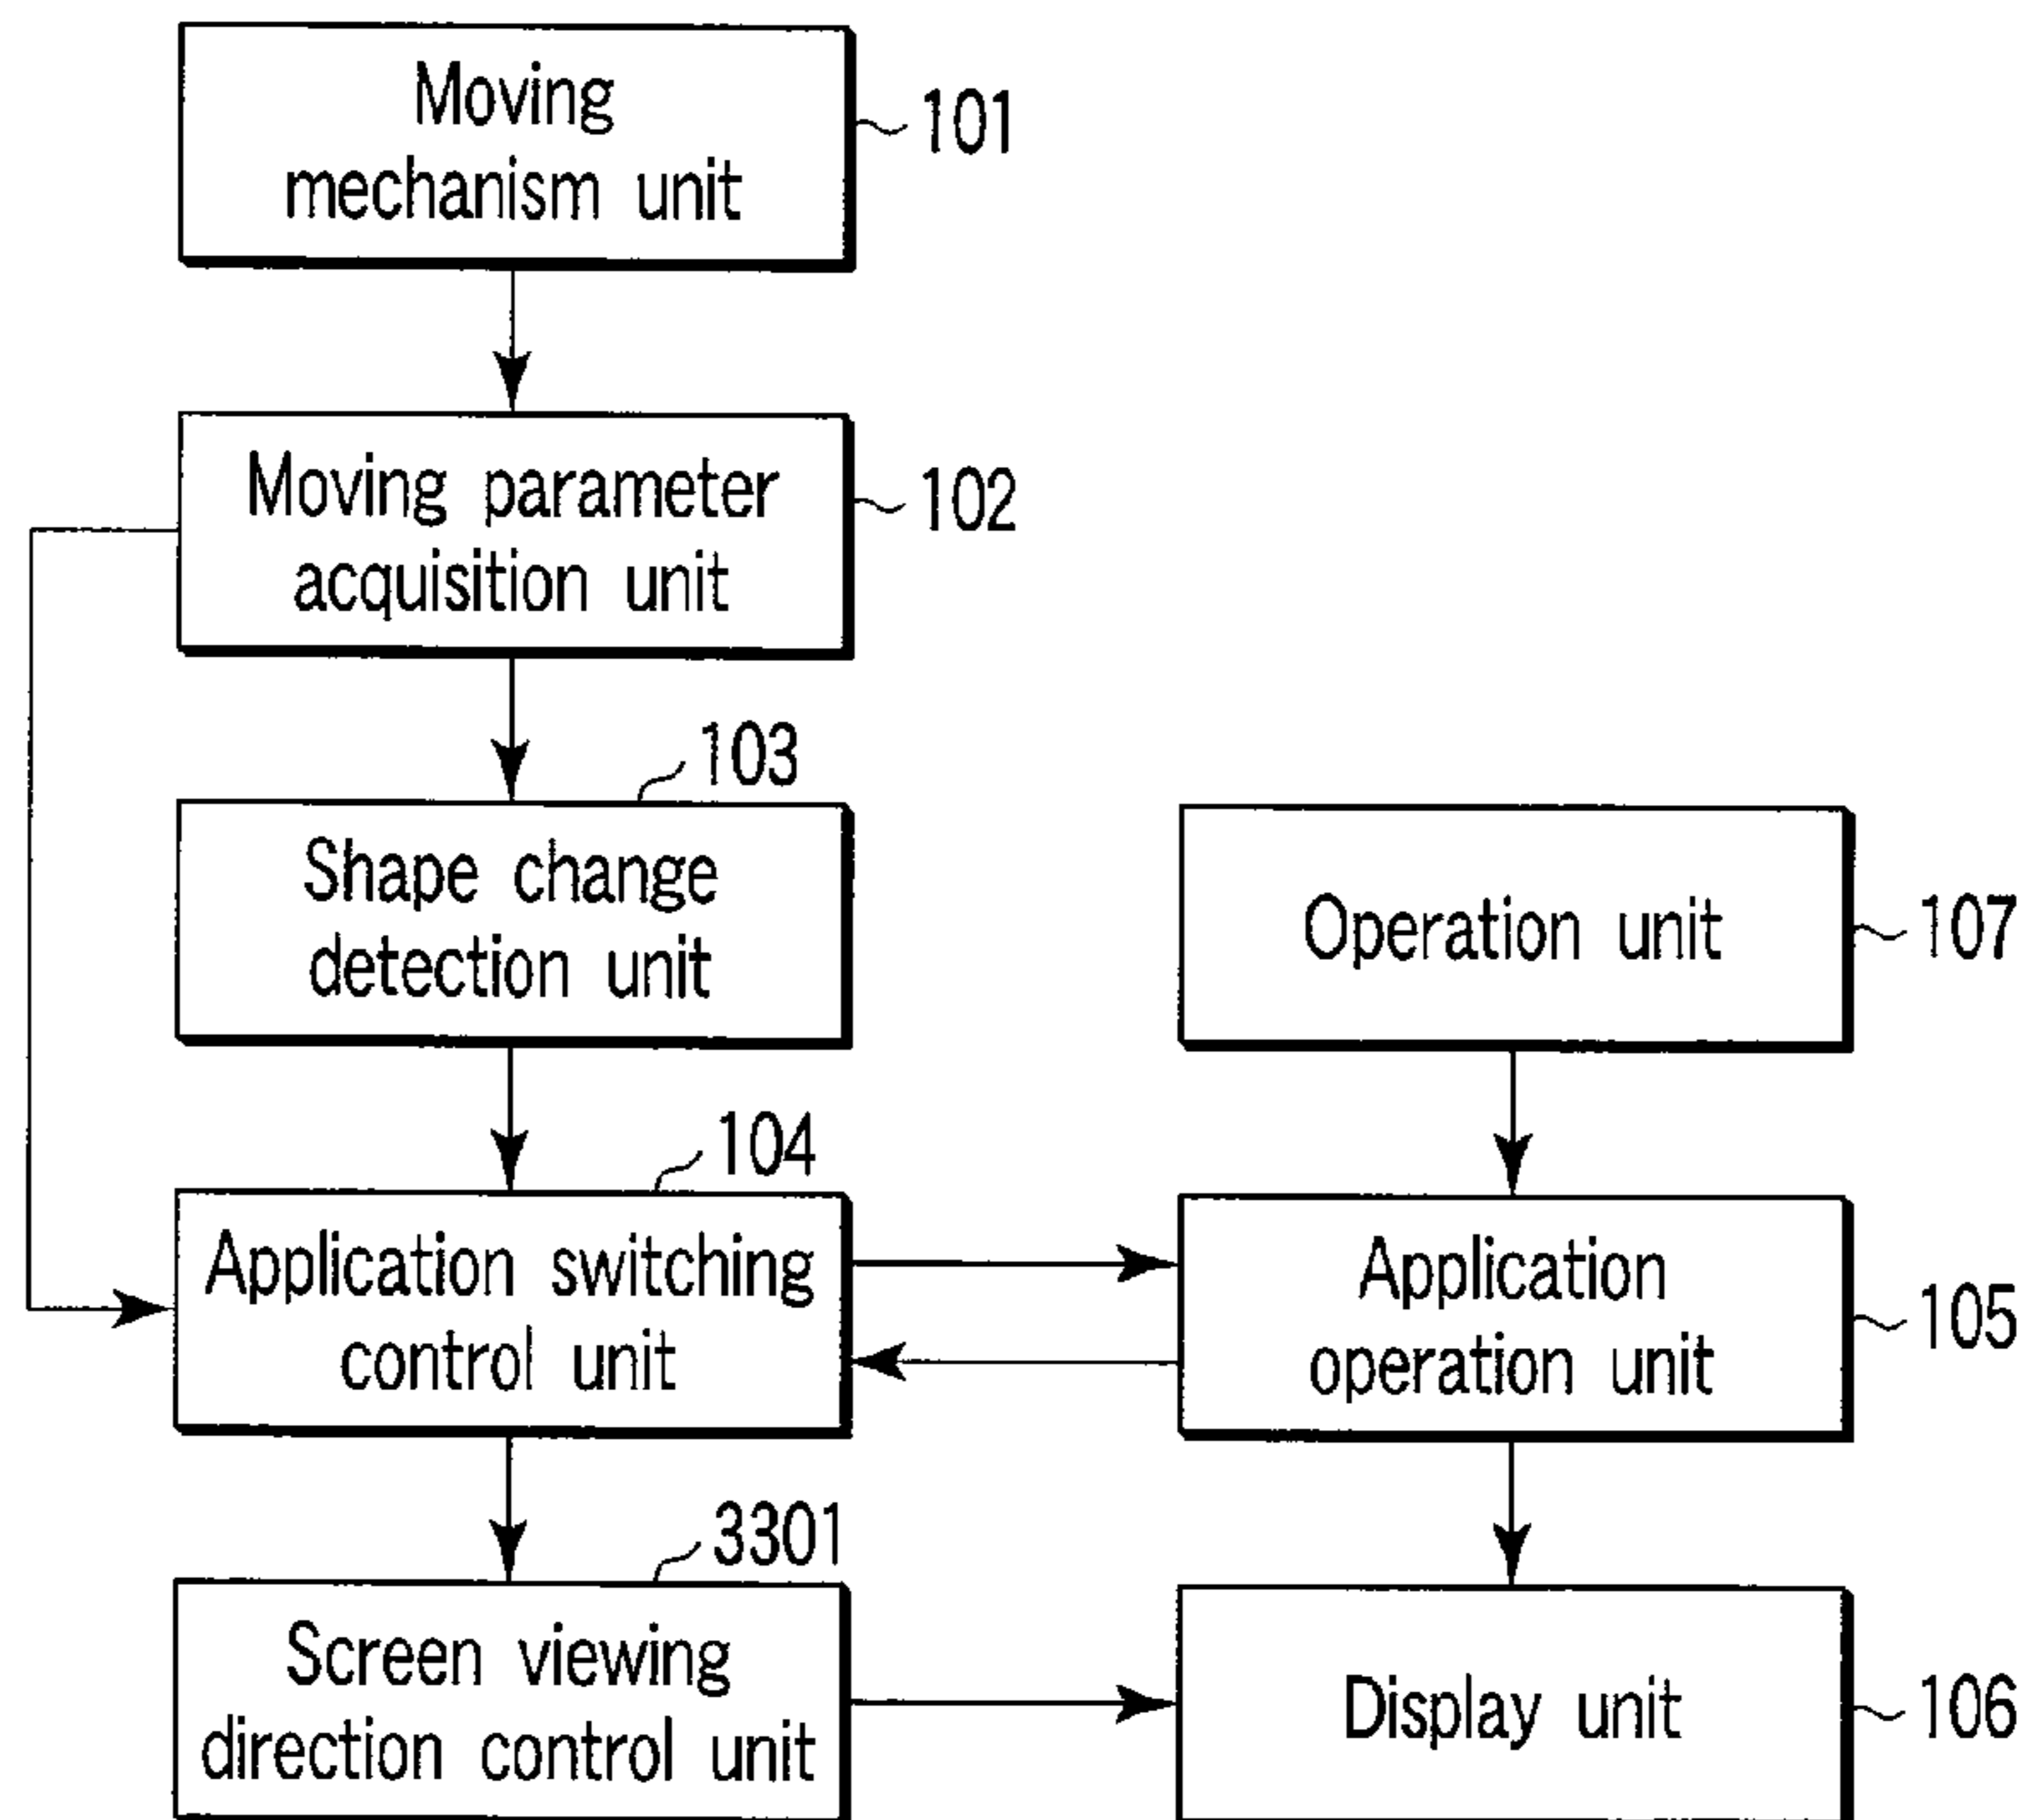 Moving
mechanism unit
101
Moving parameter
acquisition unit
102
103
Shape change
detection unit
Operation unit
107
104
Application switching
control unit
Application
operation unit
105
3301
Screen viewing
direction control unit
Display unit
106